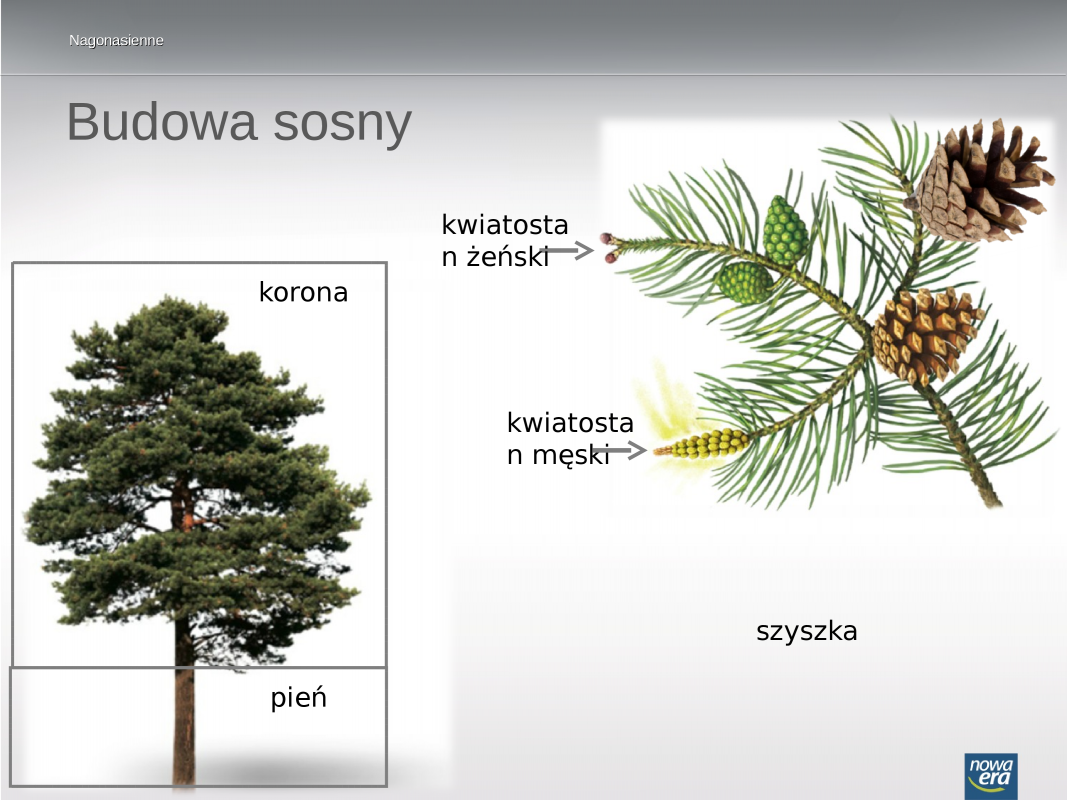 Nagonasienne
Budowa sosny
kwiatosta
n żeński
korona
kwiatosta
n męski
szyszka
pień
nowa
era